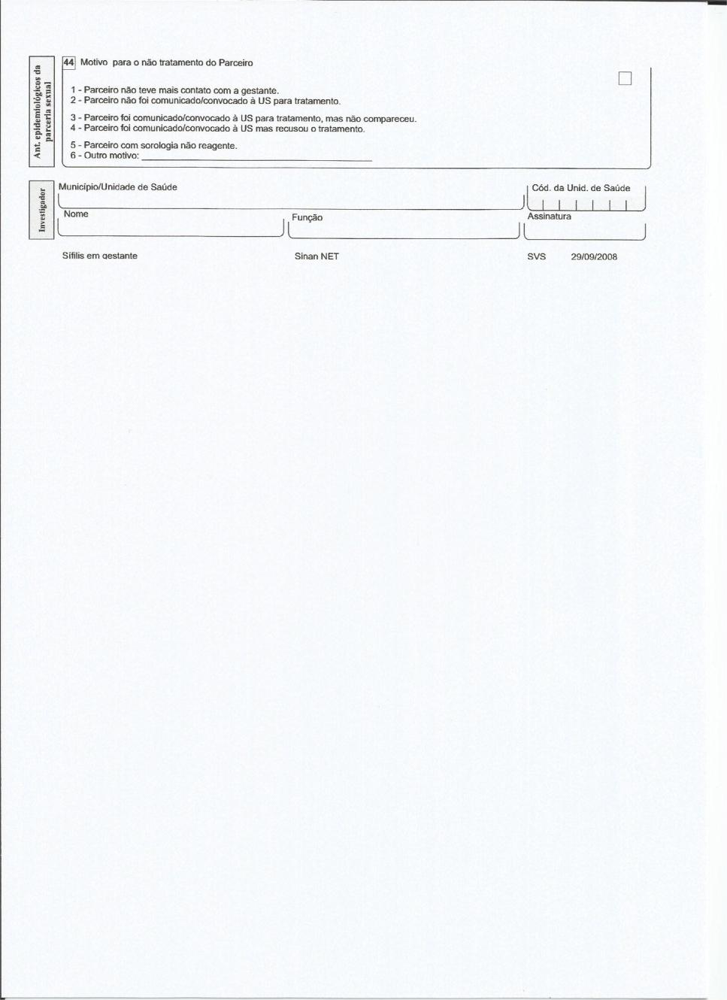 Ant. epidemiológicos da
parceria sexual
44 Motivo para o não tratamento do Parceiro
1 - Parceiro não teve mais contato com a gestante.
2 - Parceiro não foi comunicado/convocado à US para tratamento.
3 - Parceiro foi comunicado/convocado à US para tratamento, mas não compareceu.
4 - Parceiro foi comunicado/convocado à US mas recusou o tratamento.
5 - Parceiro com sorologia não reagente.
6 - Outro motivo:
Investigador
Município/Unidade de Saúde
Cód. da Unid. de Saúde
Nome
Função
Assinatura
Sífilis em gestante
Sinan NET
SVS 29/09/2008